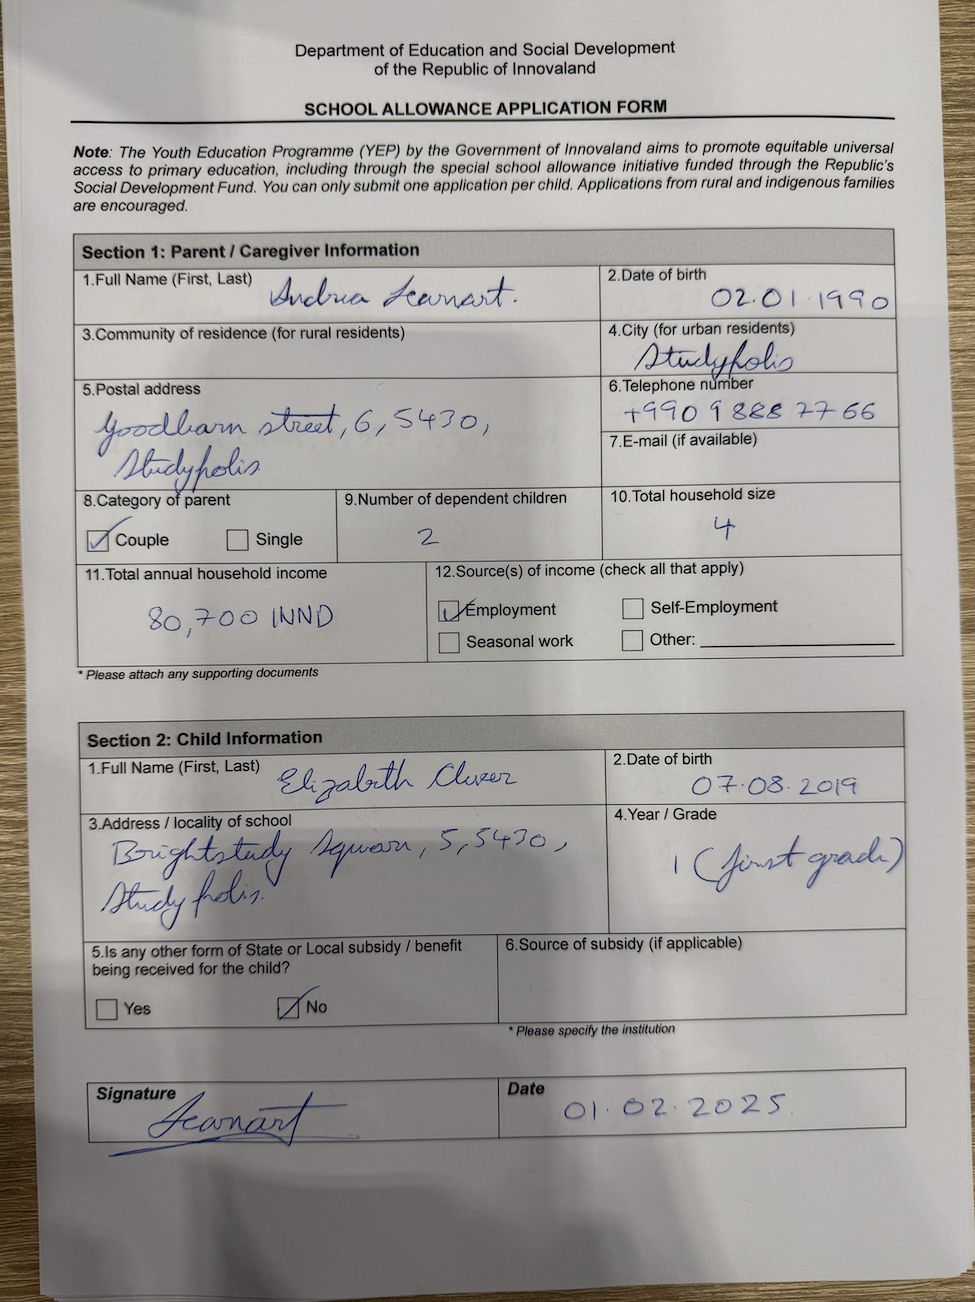 Department of Education and Social Development
of the Republic of Innovaland
SCHOOL ALLOWANCE APPLICATION FORM
Note: The Youth Education Programme (YEP) by the Government of Innovaland aims to promote equitable universal
access to primary education, including through the special school allowance initiative funded through the Republic's
Social Development Fund. You can only submit one application per child. Applications from rural and indigenous families
are encouraged.
Section 1: Parent / Caregiver Information
1.Full Name (First, Last)
Andrea Learnart.
2.Date of birth
02.01.1990
3.Community of residence (for rural residents)
4.City (for urban residents)
Studypolis
5.Postal address
Goodlearn street, 6, 5430,
Studypolis
6.Telephone number
+990 9 888 77 66
7.E-mail (if available)
8.Category of parent
Couple
Single
9.Number of dependent children
2
10.Total household size
4
11.Total annual household income
80,700 INND
12.Source(s) of income (check all that apply)
Employment
Self-Employment
Seasonal work
Other:
* Please attach any supporting documents
Section 2: Child Information
1.Full Name (First, Last)
Elizabeth
2.Date of birth
07.08.2019
3.Address / locality of school
Brightstudy Square, 5, 5430,
Studypolis.
4.Year / Grade
1 (first grade)
5.Is any other form of State or Local subsidy / benefit
being received for the child?
Yes
No
6.Source of subsidy (if applicable)
* Please specify the institution
Signature
Learnart
Date
01.02.2025.